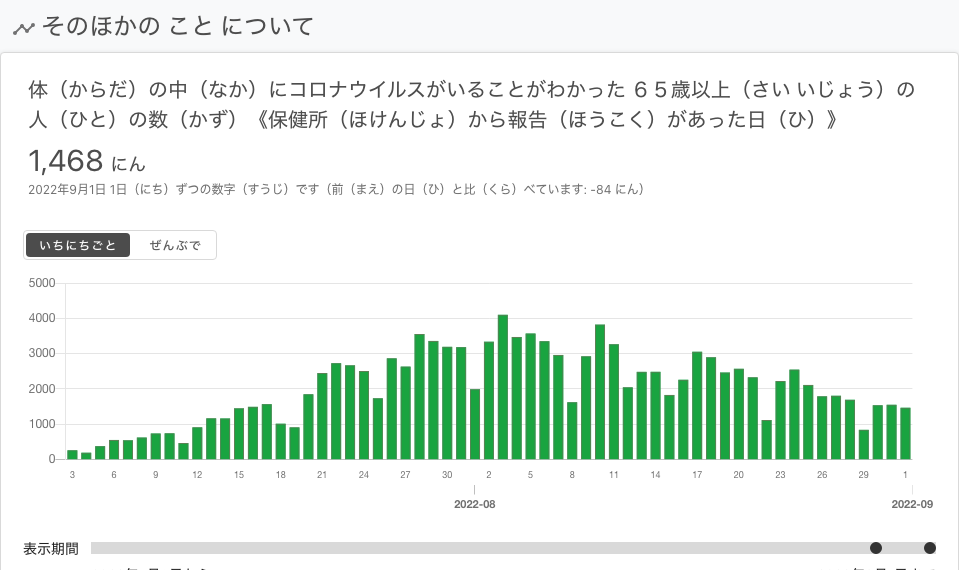 そのほかの こと について
体（からだ）の中（なか）にコロナウイルスがいることがわかった ６５歳以上（さい いじょう）の
人（ひと）の数（かず）《保健所（ほけんじょ）から報告（ほうこく）があった日（ひ）》
1,468 にん
2022年9月1日 1日（にち）ずつの数字（すうじ）です（前（まえ）の日（ひ）と比（くら）べています: -84 にん）
いちにちごと ぜんぶで
5000
4000
3000
2000
1000
0
3 6 9 12 15 18 21 24 27 30 2 5 8 11 14 17 20 23 26 29 1
2022-08 2022-09
表示期間